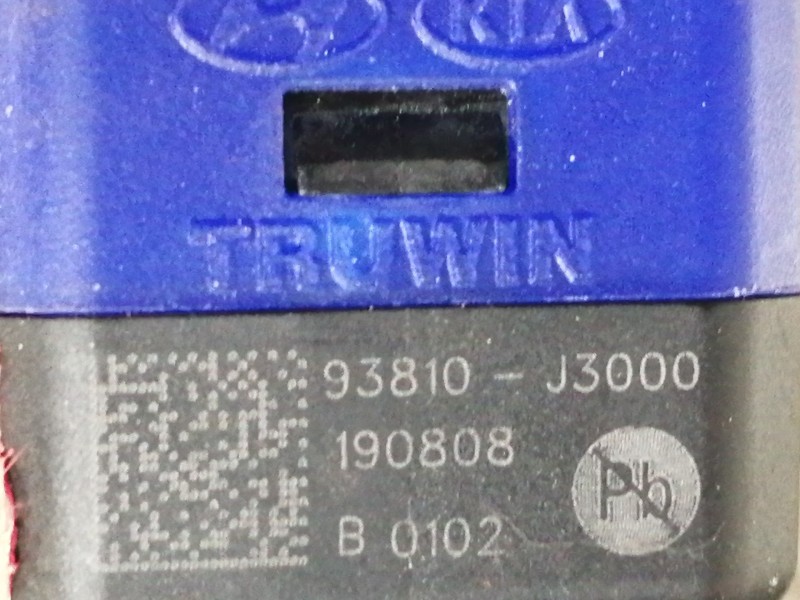 KIA
TRUWIN
93810 - J3000
190808
Pb
B 0102